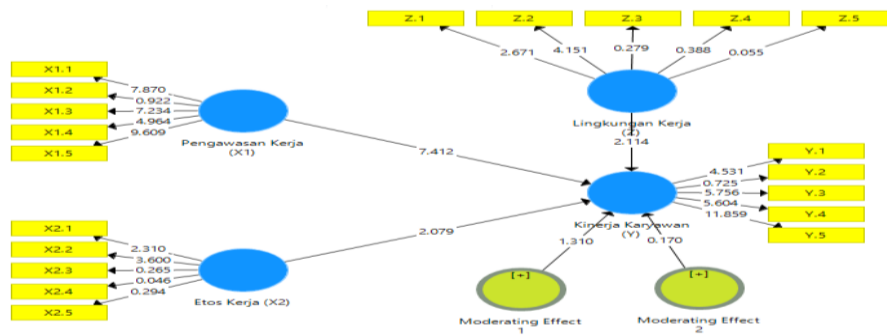 Z.1
Z.2
Z.3
Z.4
Z.5
2.671
4.151
0.279
0.388
0.055
Lingkungan Kerja
(Z)
2.114
X1.1
X1.2
X1.3
X1.4
X1.5
7.870
0.922
7.234
4.964
9.609
Pengawasan Kerja
(X1)
7.412
Y.1
Y.2
Y.3
Y.4
Y.5
4.531
0.725
5.756
5.604
11.859
Kinerja Karyawan
(Y)
X2.1
X2.2
X2.3
X2.4
X2.5
2.310
3.600
0.265
0.046
0.294
Etos Kerja (X2)
2.079
1.310
0.170
[+]
Moderating Effect
1
[+]
Moderating Effect
2